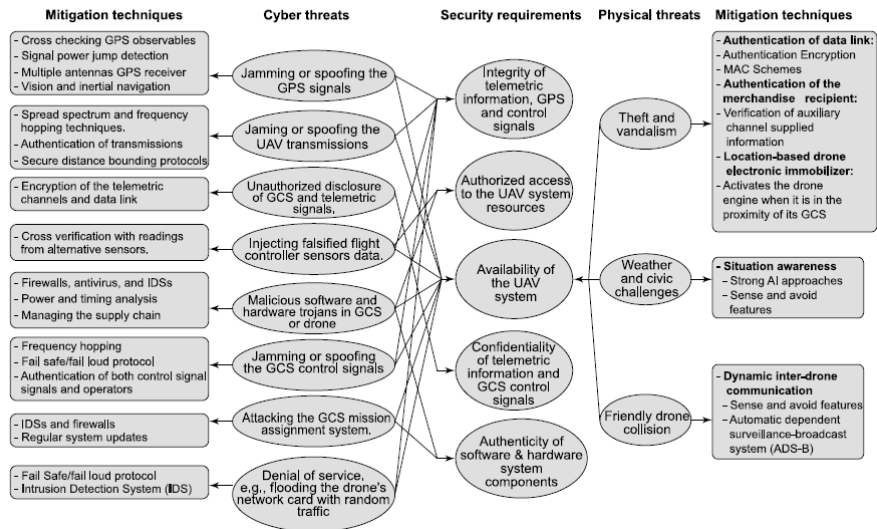 Mitigation techniques
Cyber threats
Security requirements
Physical threats
Mitigation techniques
- Cross checking GPS observables
- Signal power jump detection
- Multiple antennas GPS receiver
- Vision and inertial navigation
- Spread spectrum and frequency
hopping techniques.
- Authentication of transmissions
- Secure distance bounding protocols
- Encryption of the telemetric
channels and data link
- Cross verification with readings
from alternative sensors.
- Firewalls, antivirus, and IDSs
- Power and timing analysis
- Managing the supply chain
- Frequency hopping
- Fail safe/fail loud protocol
- Authentication of both control signal
signals and operators
- IDSs and firewalls
- Regular system updates
- Fail Safe/fail loud protocol
- Intrusion Detection System (IDS)
Jamming or spoofing the
GPS signals
Jaming or spoofing the
UAV transmissions
Unauthorized disclosure
of GCS and telemetric
signals.
Injecting falsified flight
controller sensors data.
Malicious software and
hardware trojans in GCS
or drone
Jamming or spoofing
the GCS control signals
Attacking the GCS mission
assignment system.
Denial of service,
e.g., flooding the drone's
network card with random
traffic
Integrity of
telemetric
information, GPS
and control
signals
Authorized access
to the UAV system
resources
Availability of
the UAV
system
Confidentiality
of telemetric
information and
GCS control
signals
Authenticity of
software & hardware
system
components
Theft and
vandalism
Weather
and civic
challenges
Friendly drone
collision
- Authentication of data link:
- Authentication Encryption
- MAC Schemes
- Authentication of the
merchandise recipient:
- Verification of auxiliary
channel supplied
information
- Location-based drone
electronic immobilizer:
- Activates the drone
engine when it is in the
proximity of its GCS
- Situation awareness
- Strong AI approaches
- Sense and avoid
features
- Dynamic inter-drone
communication
- Sense and avoid features
- Automatic dependent
surveillance-broadcast
system (ADS-B)